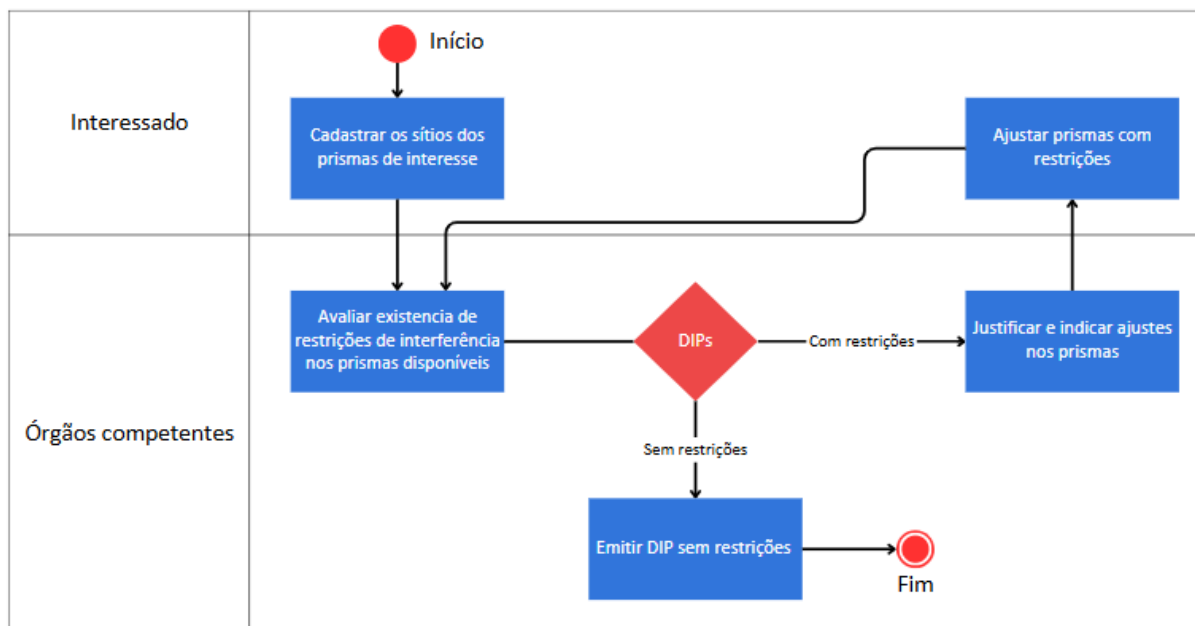 Início
Interessado
Cadastrar os sítios dos
prismas de interesse
Ajustar prismas com
restrições
Órgãos competentes
Avaliar existencia de
restrições de interferência
nos prismas disponíveis
DIPs
Com restrições
Justificar e indicar ajustes
nos prismas
Sem restrições
Emitir DIP sem restrições
Fim